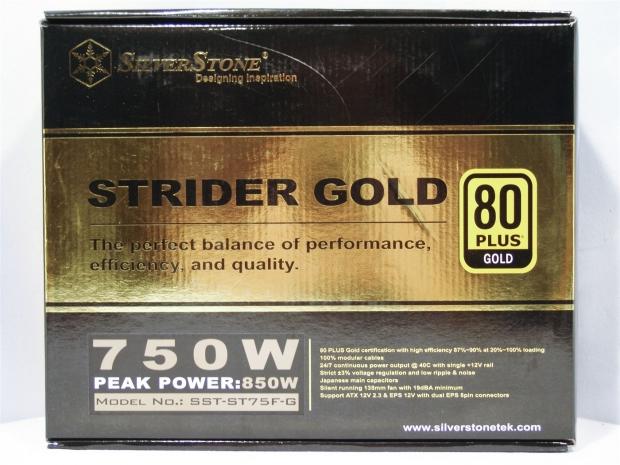 SILVERSTONE®
Designing Inspiration
STRIDER GOLD
80
PLUS®
GOLD
The perfect balance of performance,
efficiency, and quality.
750W
PEAK POWER:850W
MODEL NO.: SST-ST75F-G
80 PLUS Gold certification with high efficiency 87%~90% at 20%~100% loading
100% modular cables
24/7 continuous power output @ 40C with single +12V rail
Strict ±3% voltage regulation and low ripple & noise
Japanese main capacitors
Silent running 135mm fan with 19dBA minimum
Support ATX 12V 2.3 & EPS 12V with dual EPS 8pin connectors
www.silverstonetek.com